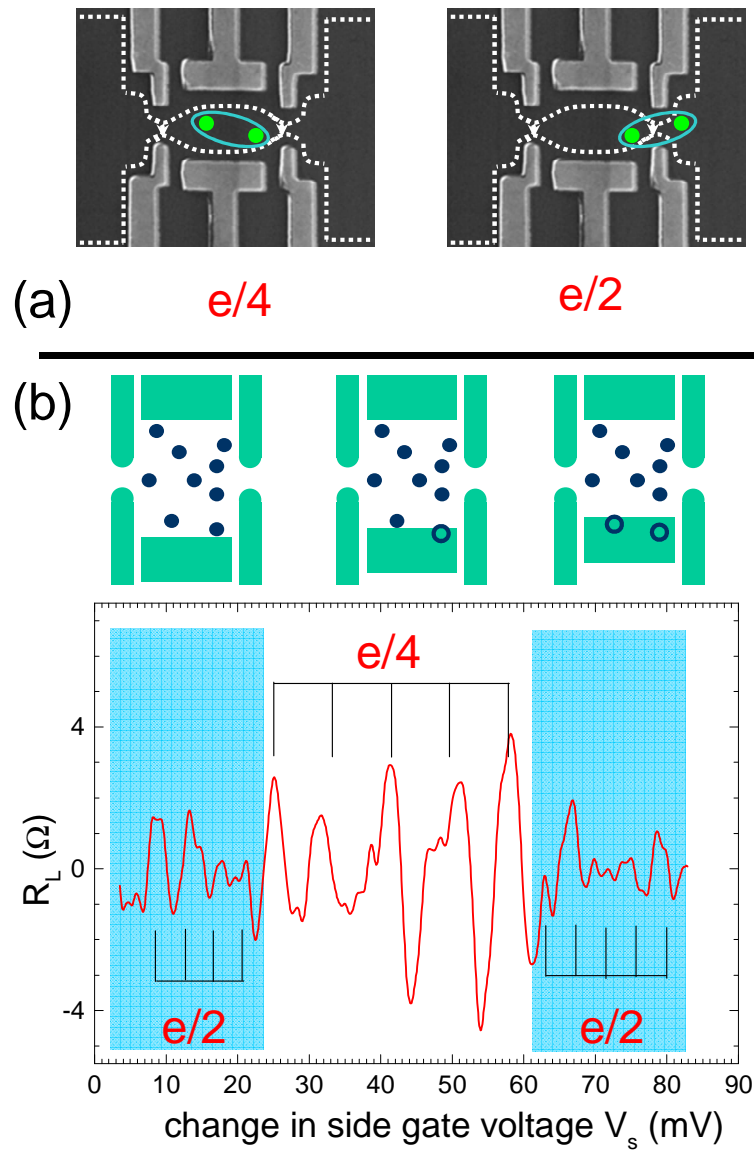 e/4 e/2
(a)
(b)
e/4
4
0
-4
R_L (Ω)
e/2 e/2
0 10 20 30 40 50 60 70 80 90
change in side gate voltage V_s (mV)